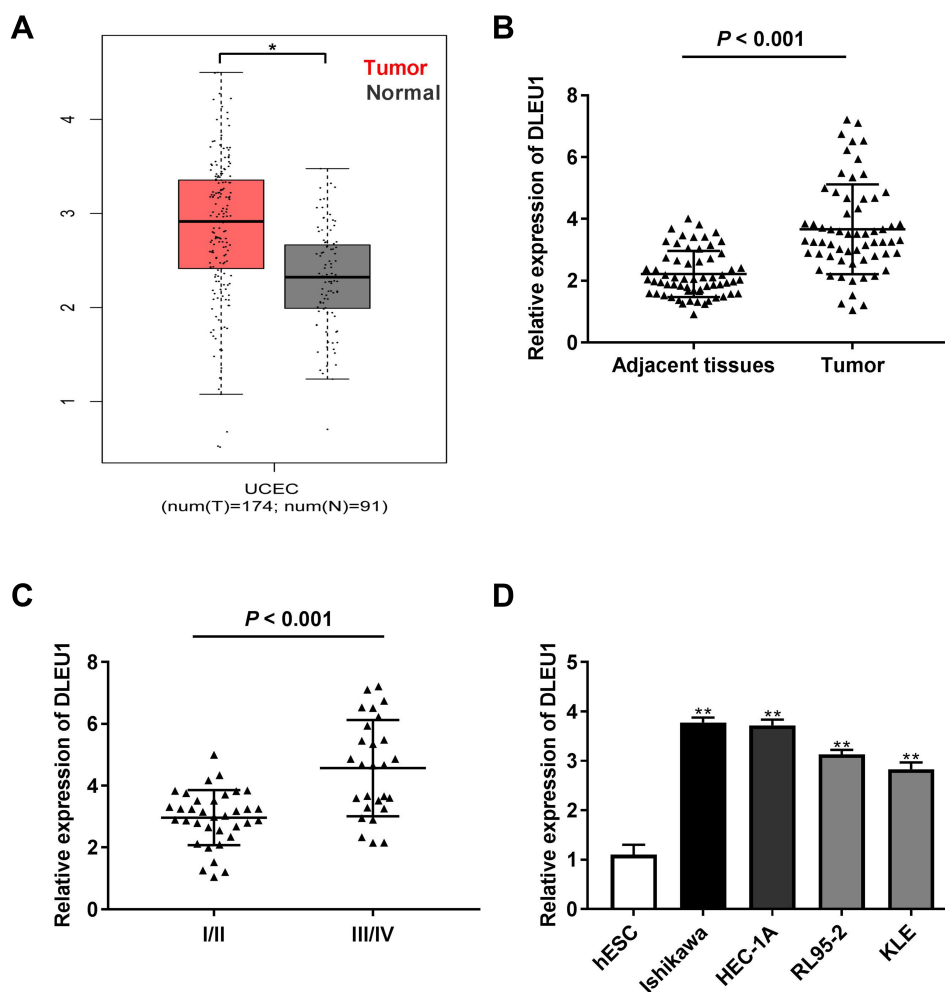 A
*
Tumor
Normal
4
3
2
1
UCEC
(num(T)=174; num(N)=91)
B
P < 0.001
Relative expression of DLEU1
8
6
4
2
0
Adjacent tissues
Tumor
C
P < 0.001
Relative expression of DLEU1
8
6
4
2
0
I/II
III/IV
D
Relative expression of DLEU1
5
4
3
2
1
0
**
**
**
**
hESC
Ishikawa
HEC-1A
RL95-2
KLE